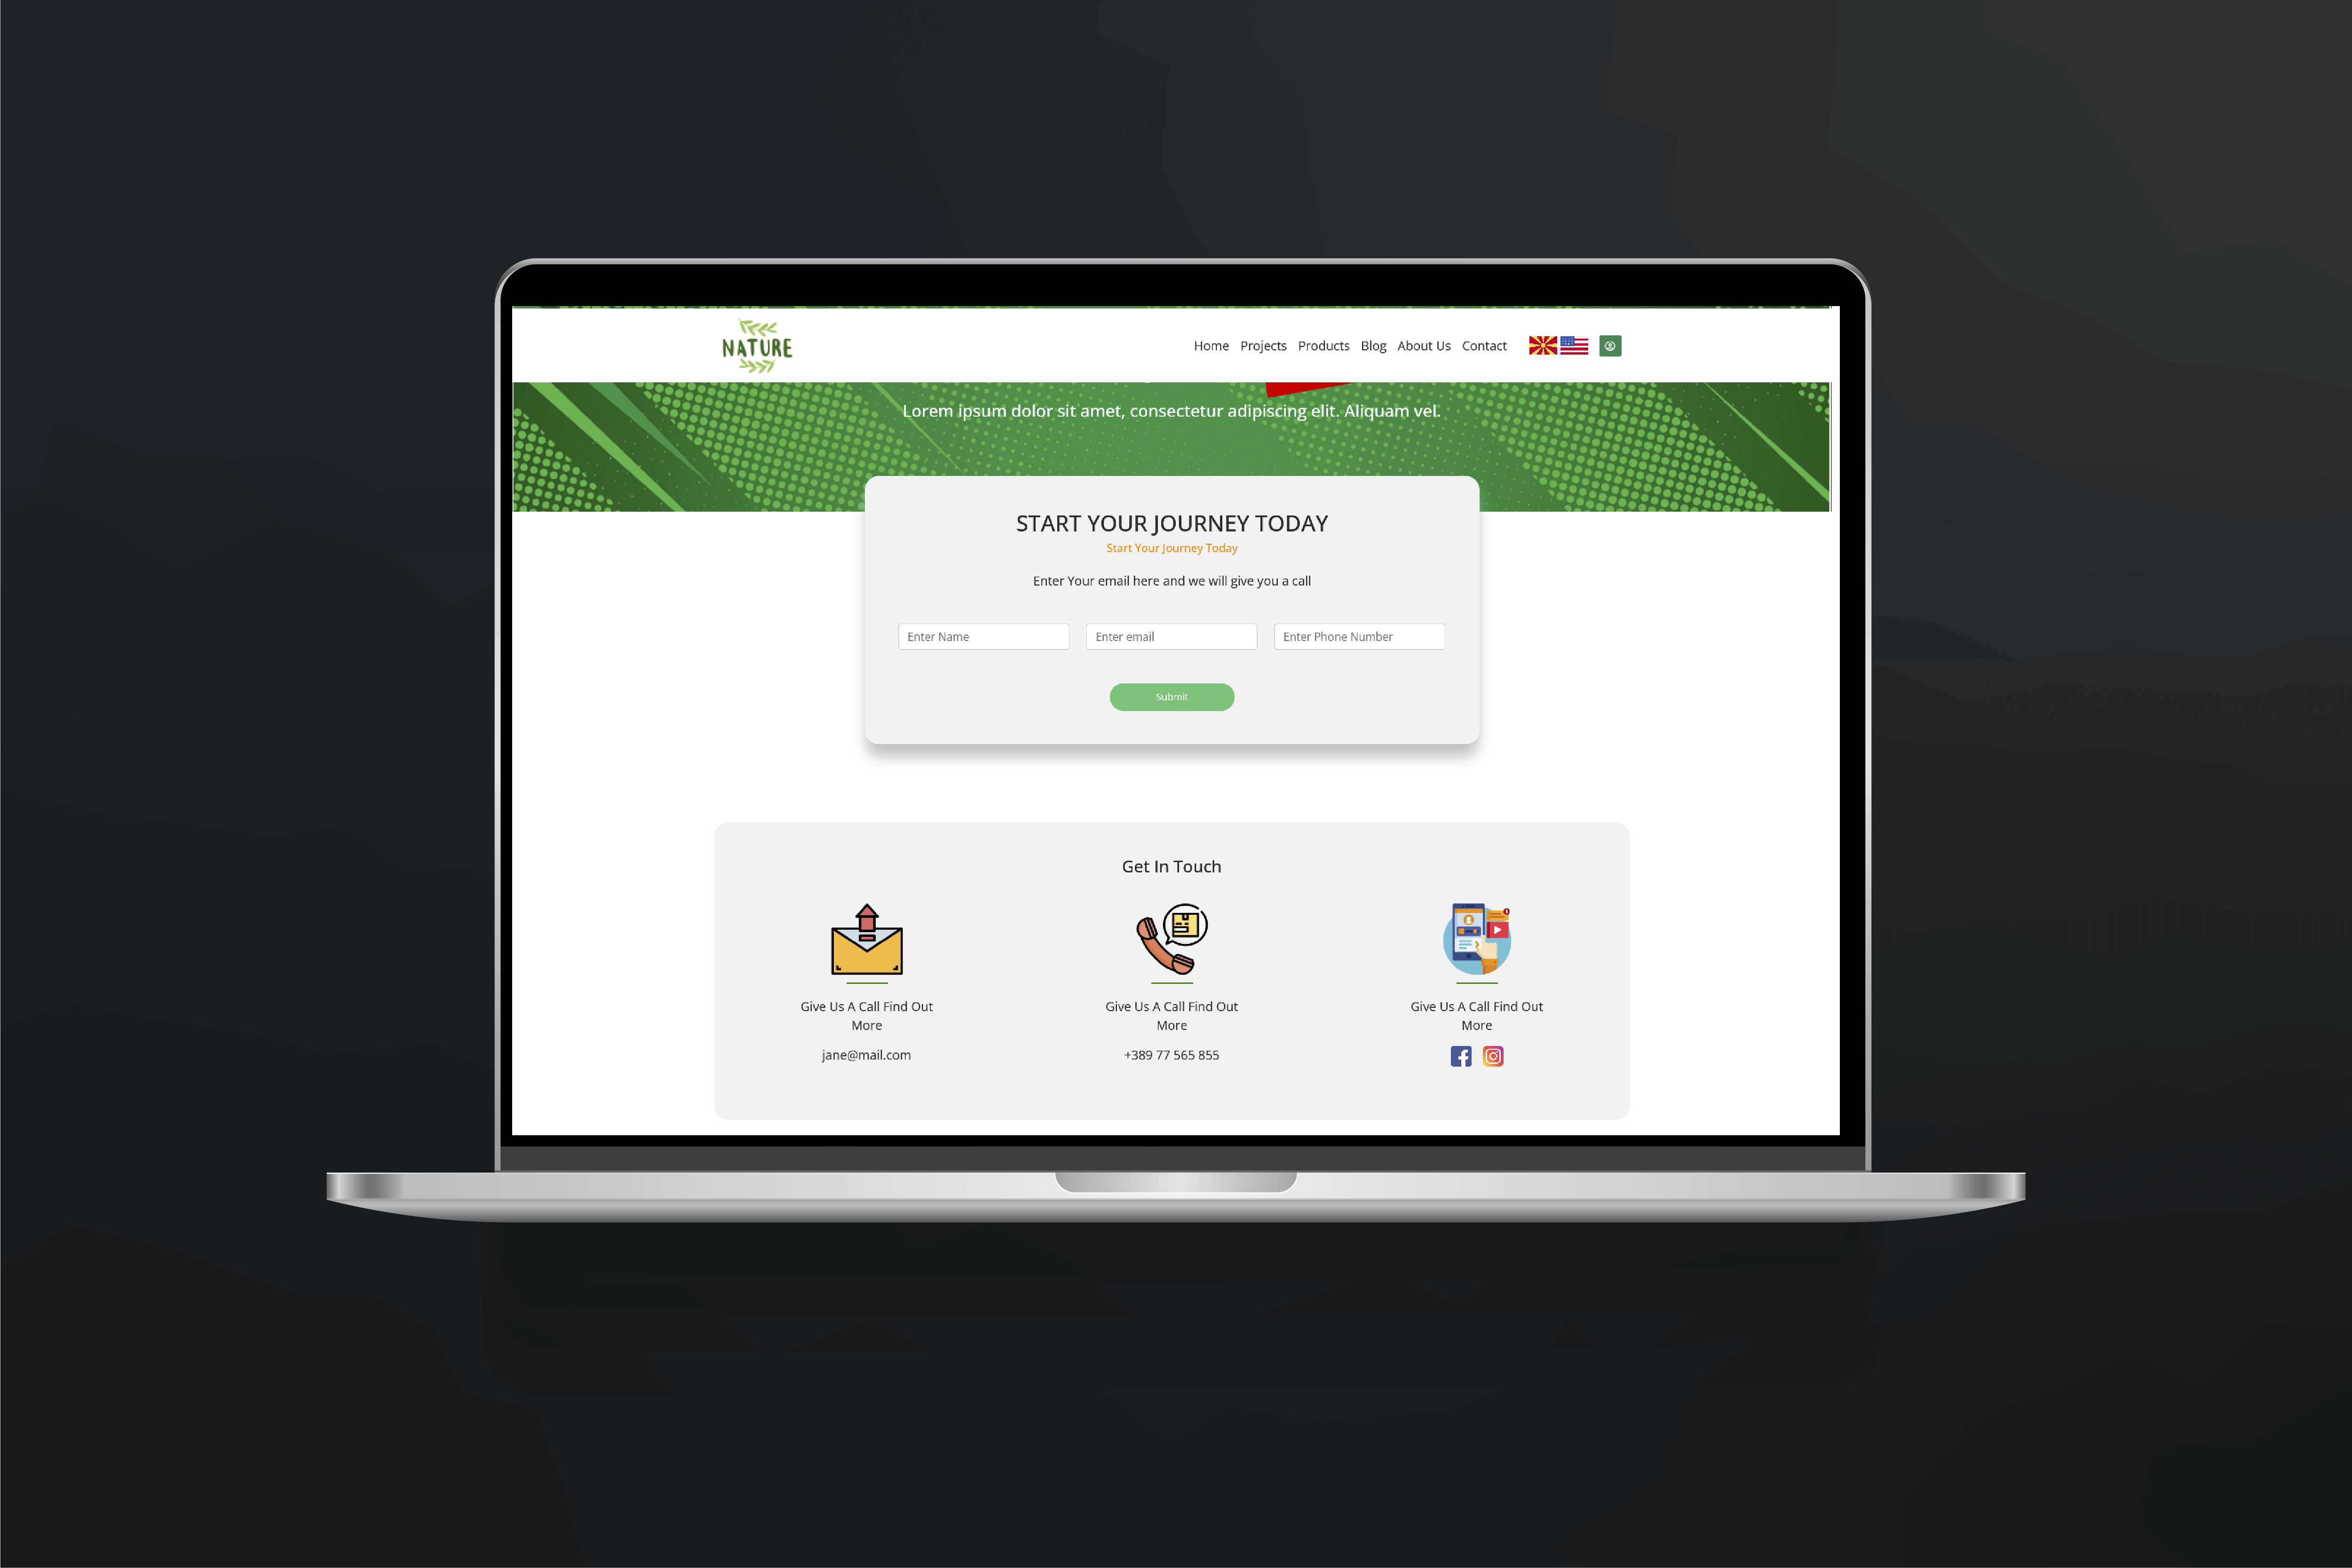 NATURE
Home Projects Products Blog About Us Contact
Lorem ipsum dolor sit amet, consectetur adipiscing elit. Aliquam vel.
START YOUR JOURNEY TODAY
Start Your Journey Today
Enter Your email here and we will give you a call
Enter Name
Enter email
Enter Phone Number
Submit
Get In Touch
Give Us A Call Find Out
More
jane@mail.com
Give Us A Call Find Out
More
+389 77 565 855
Give Us A Call Find Out
More